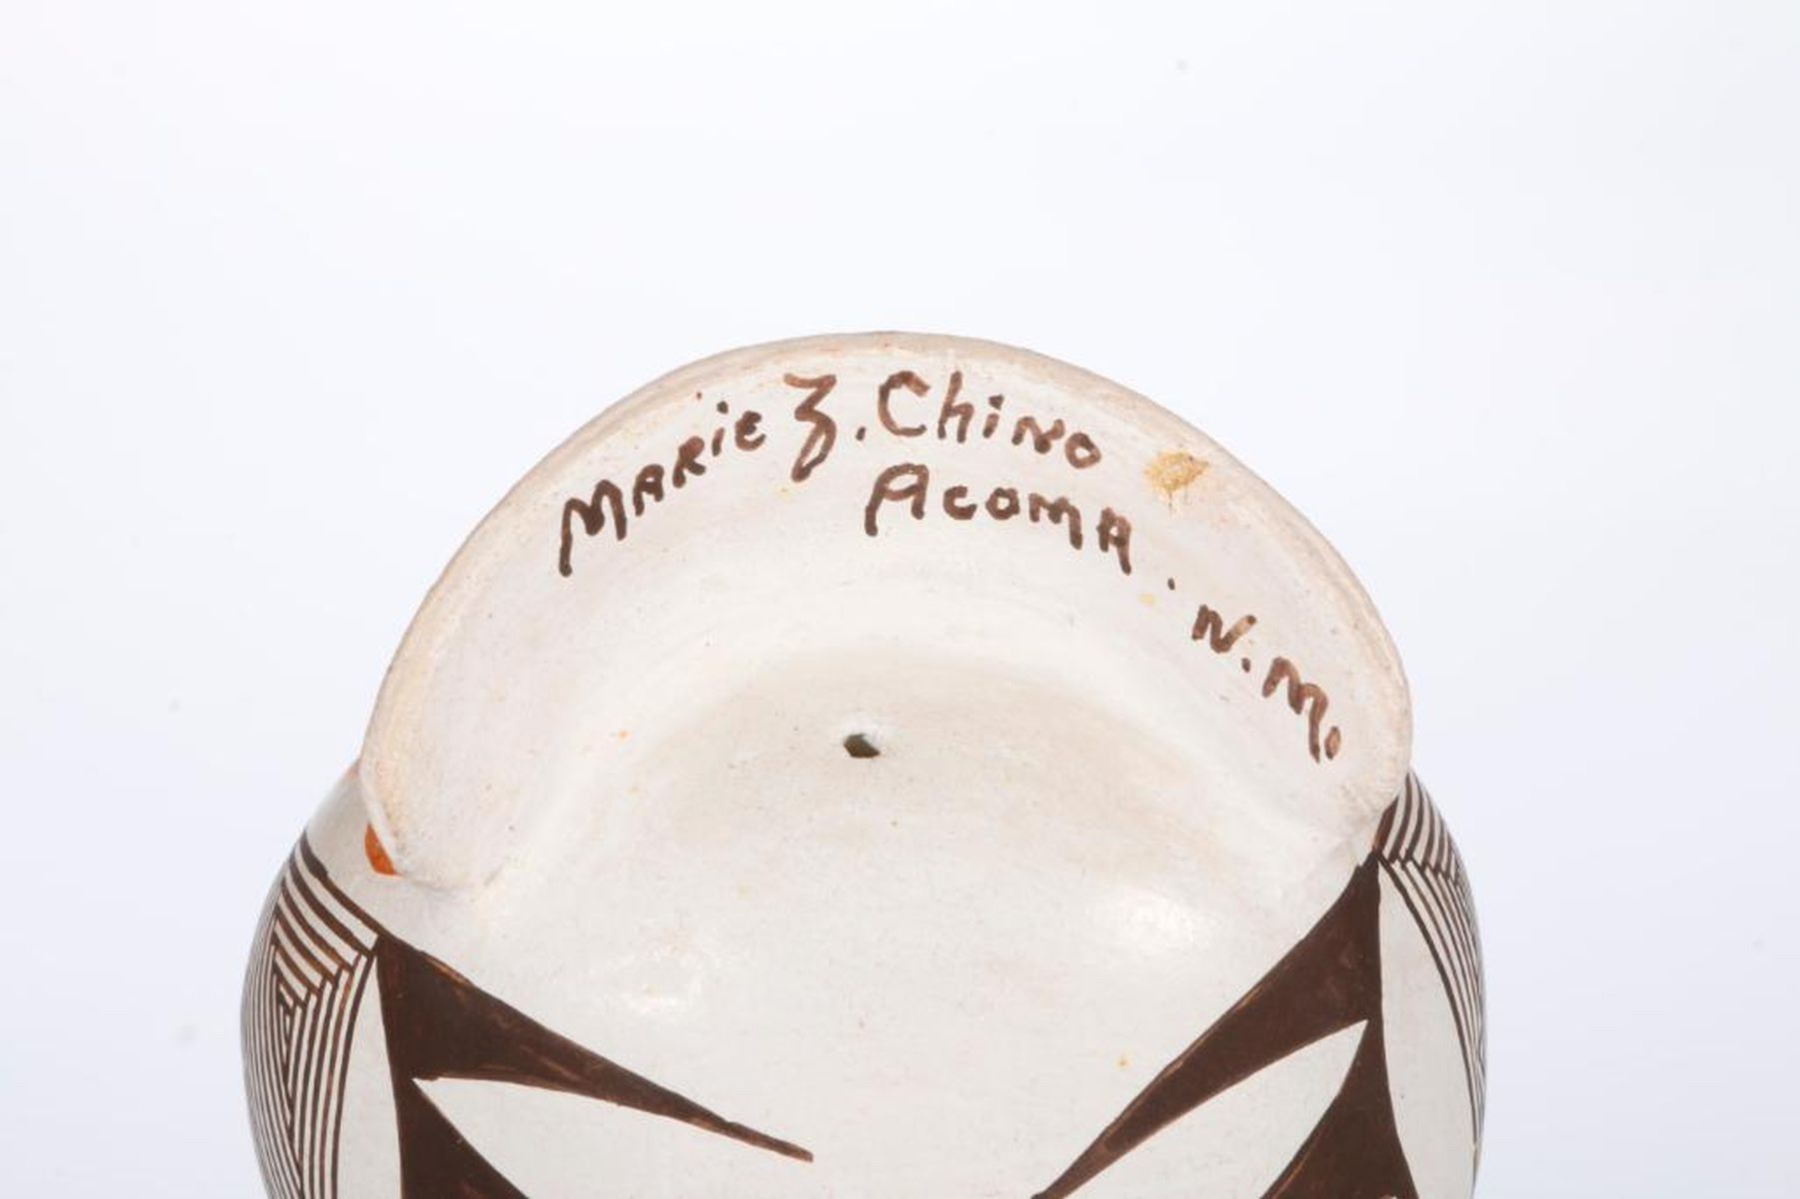 MARiE Z. ChiNo
AcomA. N.M.